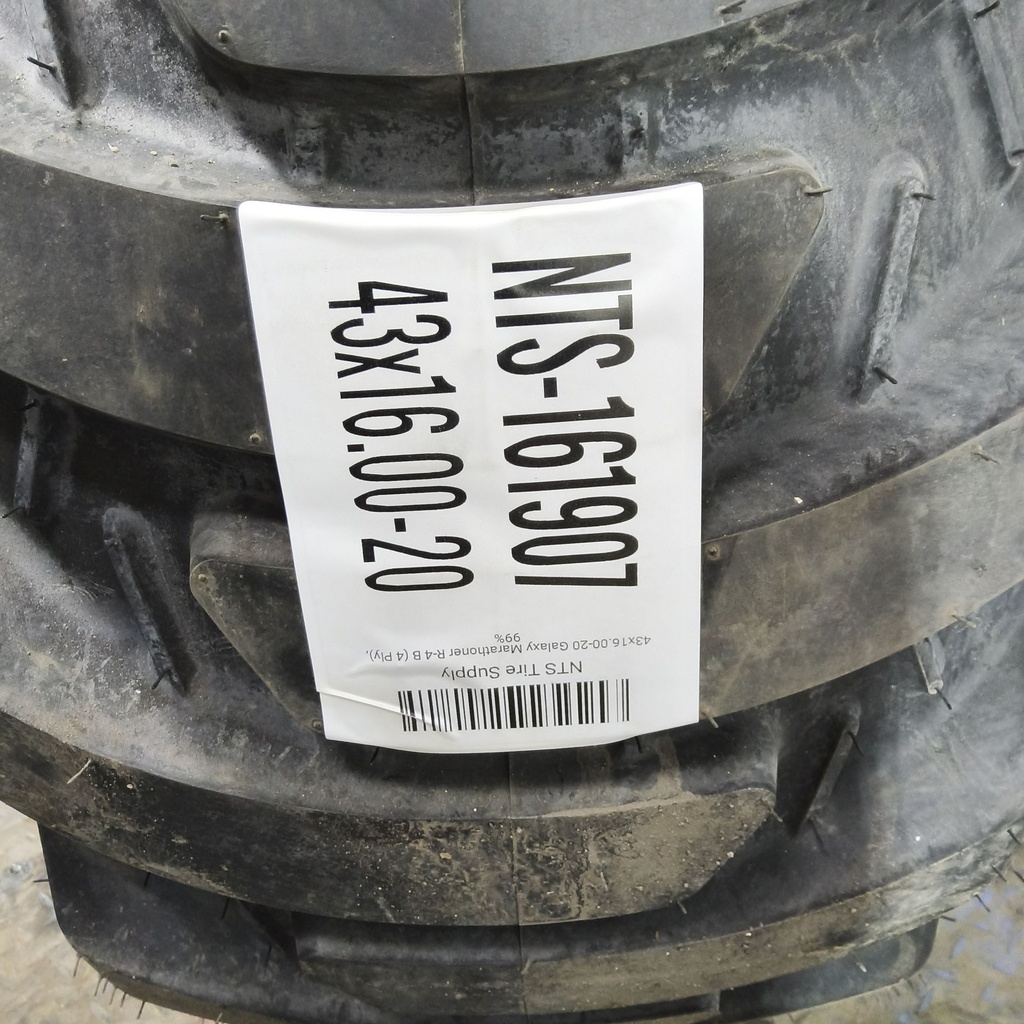 NTS-161907
43x16.00-20
43x16.00-20 Galaxy Marathoner R-4 B (4 Ply),
99%
NTS Tire Supply